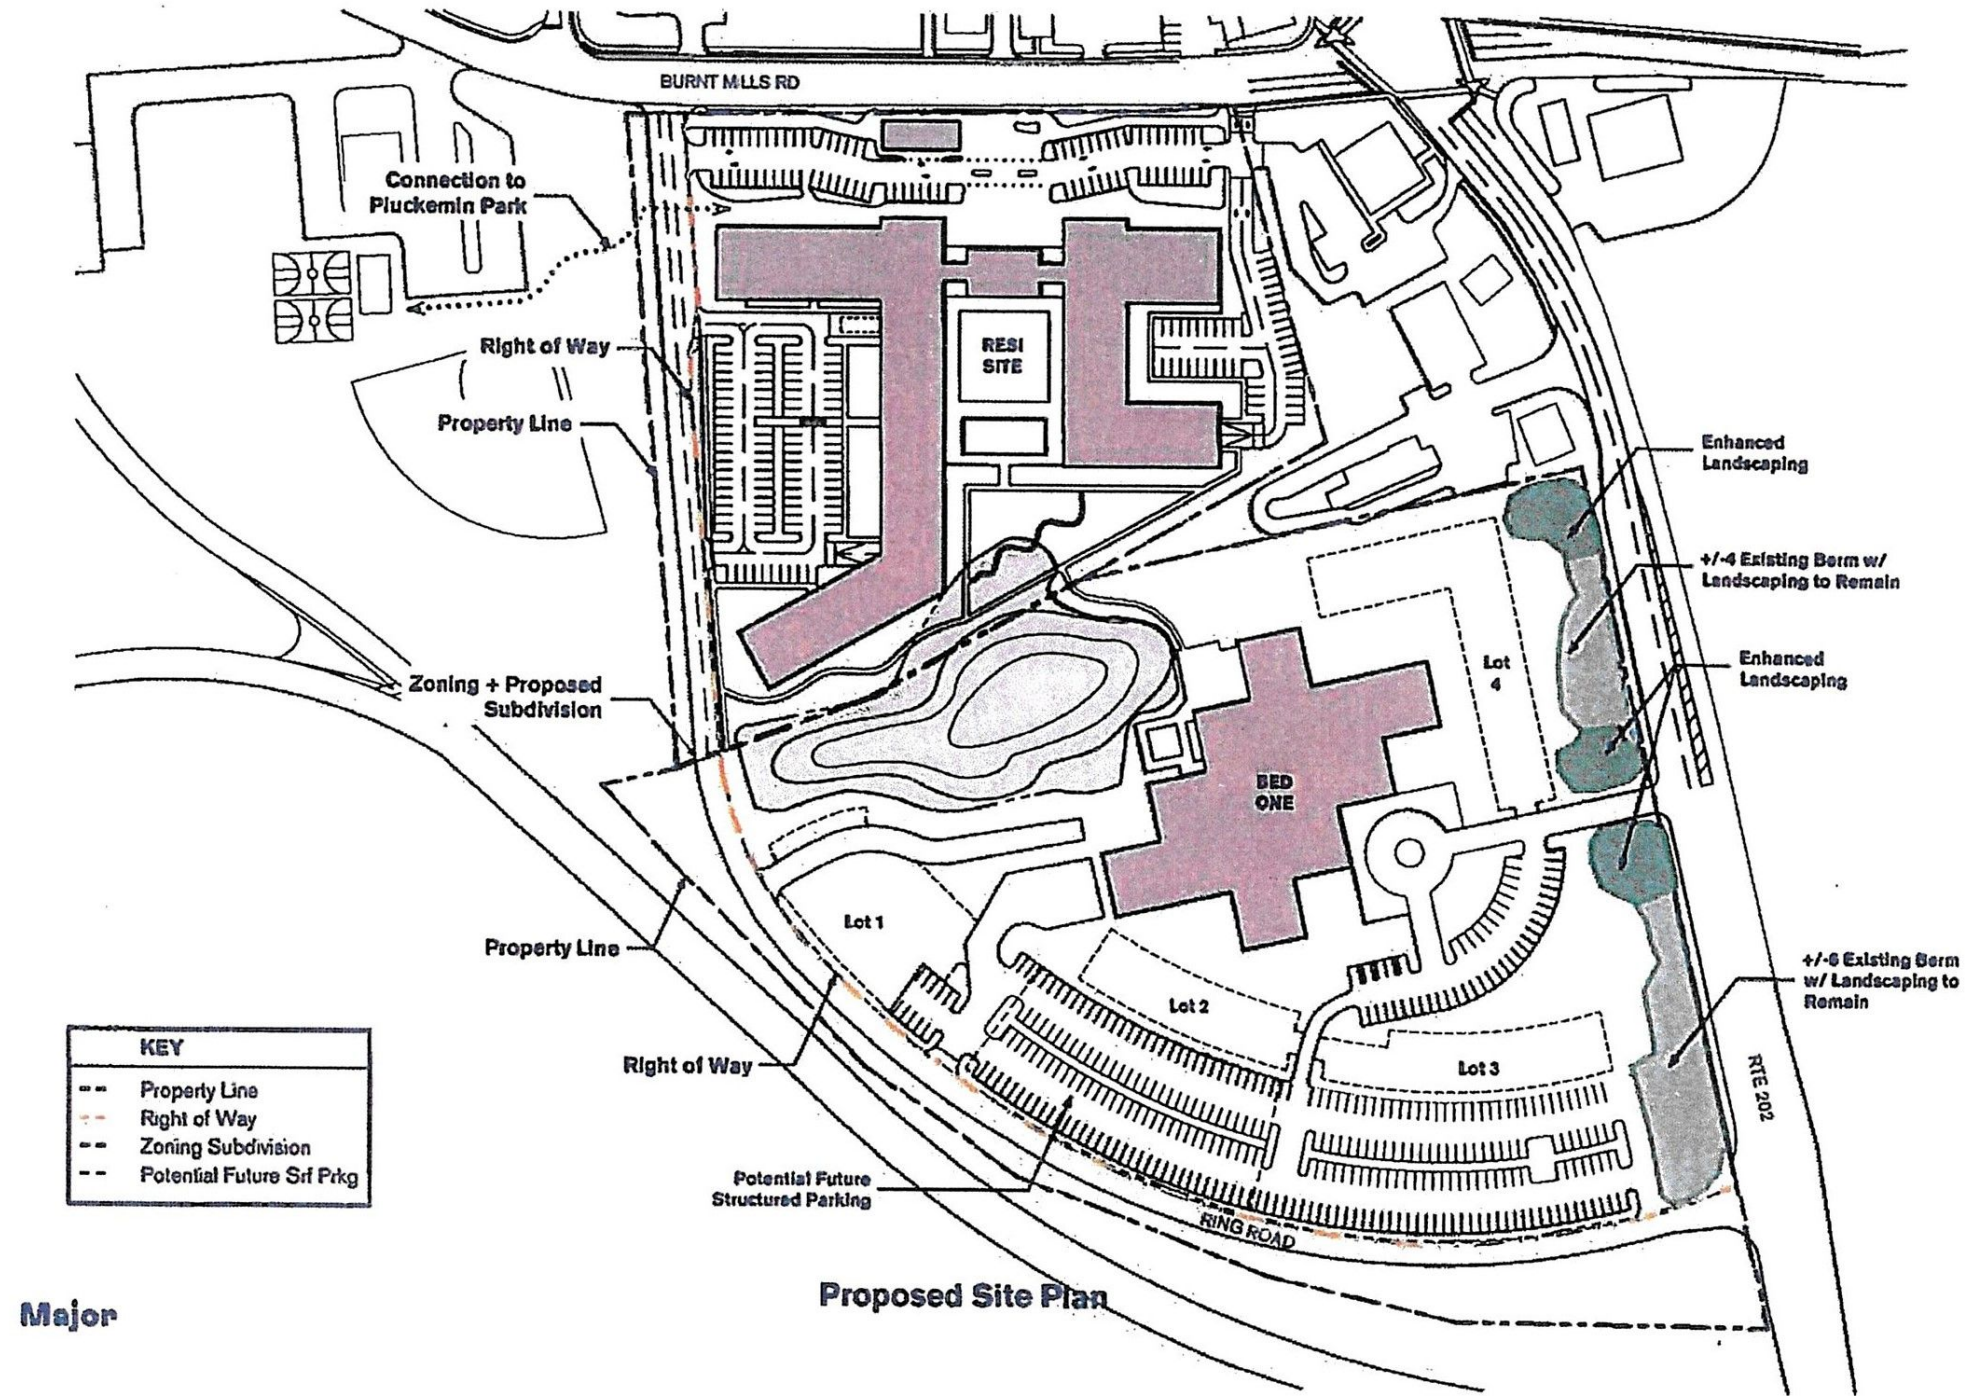 BURNT MILLS RD
Connection to
Pluckemin Park
Right of Way
Property Line
RESI
SITE
Enhanced
Landscaping
+/-4 Existing Berm w/
Landscaping to Remain
Enhanced
Landscaping
Zoning + Proposed
Subdivision
Lot
4
BED
ONE
Lot 1
Property Line
Lot 2
+/-6 Existing Berm
w/ Landscaping to
Remain
Right of Way
Lot 3
RTE 202
KEY
Property Line
Right of Way
Zoning Subdivision
Potential Future Srf Prkg
Potential Future
Structured Parking
RING ROAD
Proposed Site Plan
Major